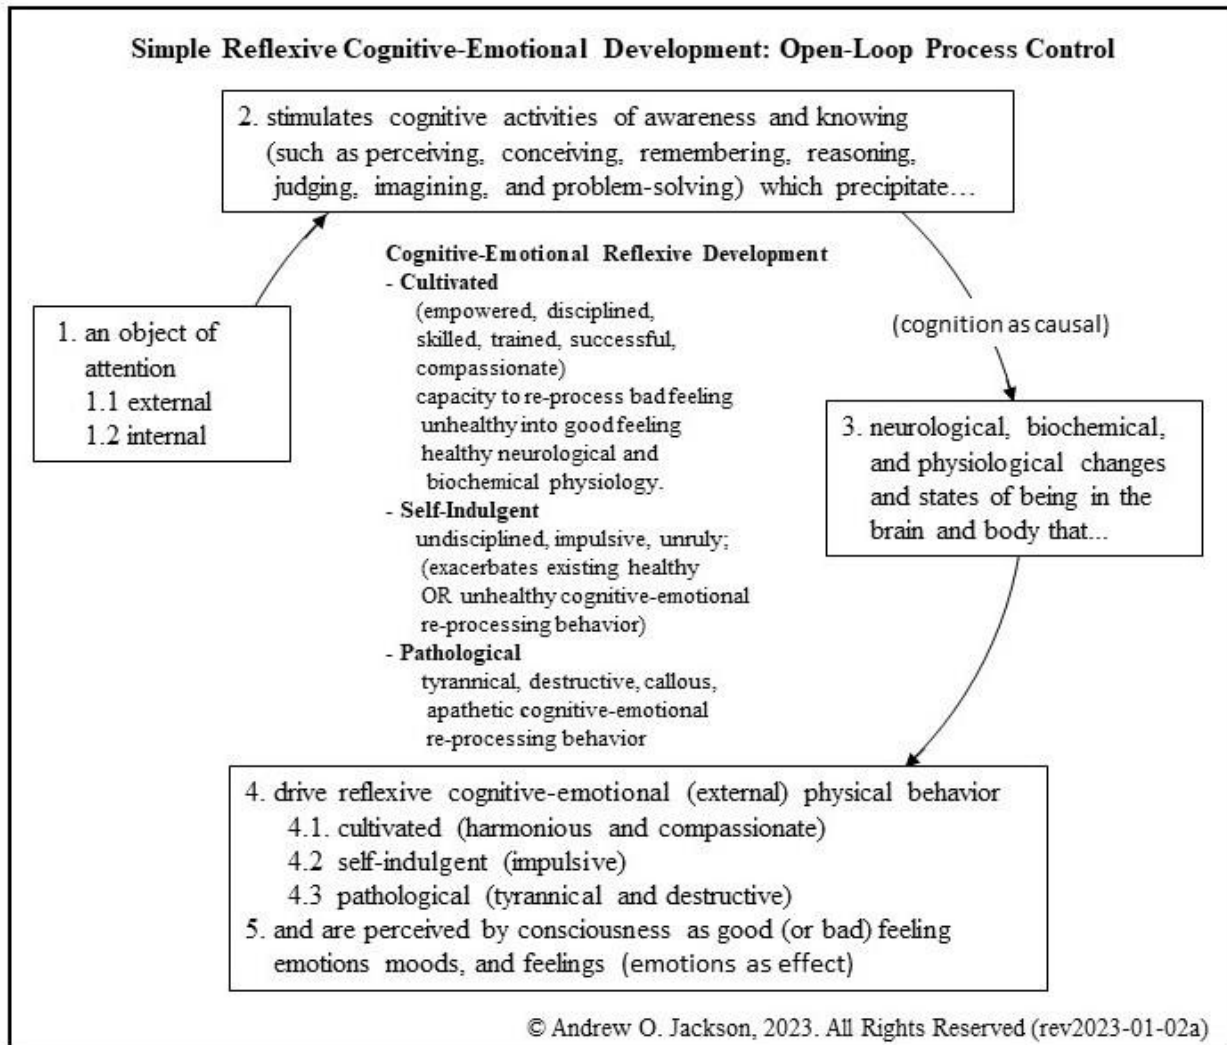 Simple Reflexive Cognitive-Emotional Development: Open-Loop Process Control
2. stimulates cognitive activities of awareness and knowing
(such as perceiving, conceiving, remembering, reasoning,
judging, imagining, and problem-solving) which precipitate…
1. an object of
attention
1.1 external
1.2 internal
Cognitive-Emotional Reflexive Development
- Cultivated
(empowered, disciplined,
skilled, trained, successful,
compassionate)
capacity to re-process bad feeling
unhealthy into good feeling
healthy neurological and
biochemical physiology.
- Self-Indulgent
undisciplined, impulsive, unruly;
(exacerbates existing healthy
OR unhealthy cognitive-emotional
re-processing behavior)
- Pathological
tyrannical, destructive, callous,
apathetic cognitive-emotional
re-processing behavior
(cognition as causal)
3. neurological, biochemical,
and physiological changes
and states of being in the
brain and body that...
4. drive reflexive cognitive-emotional (external) physical behavior
4.1. cultivated (harmonious and compassionate)
4.2 self-indulgent (impulsive)
4.3 pathological (tyrannical and destructive)
5. and are perceived by consciousness as good (or bad) feeling
emotions moods, and feelings (emotions as effect)
© Andrew O. Jackson, 2023. All Rights Reserved (rev2023-01-02a)